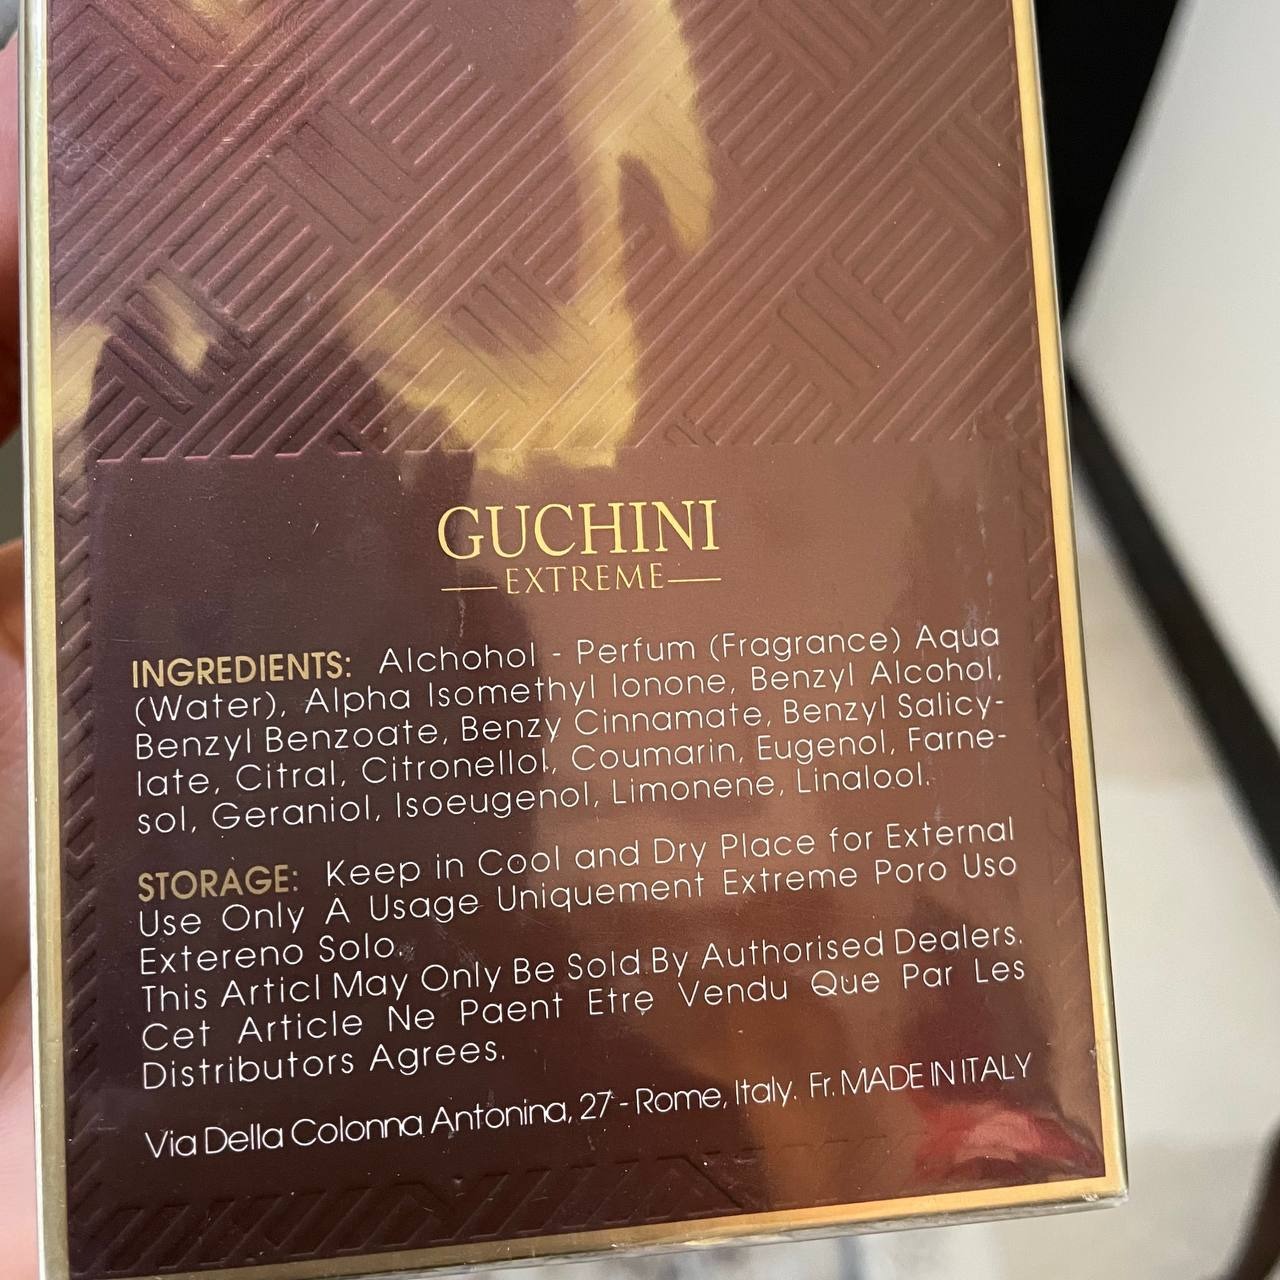 GUCHINI
EXTREME
INGREDIENTS: Alchohol - Perfum (Fragrance) Aqua
(Water), Alpha Isomethyl Ionone, Benzyl Alcohol,
Benzyl Benzoate, Benzy Cinnamate, Benzyl Salicy-
late, Citral, Citronellol, Coumarin, Eugenol, Farne-
sol, Geraniol, Isoeugenol, Limonene, Linalool.
STORAGE: Keep in Cool and Dry Place for External
Use Only A Usage Uniquement Extreme Poro Uso
Extereno Solo.
This Articl May Only Be Sold By Authorised Dealers.
Cet Article Ne Paent Etre Vendu Que Par Les
Distributors Agrees.
Via Della Colonna Antonina, 27 - Rome, Italy. Fr. MADE IN ITALY